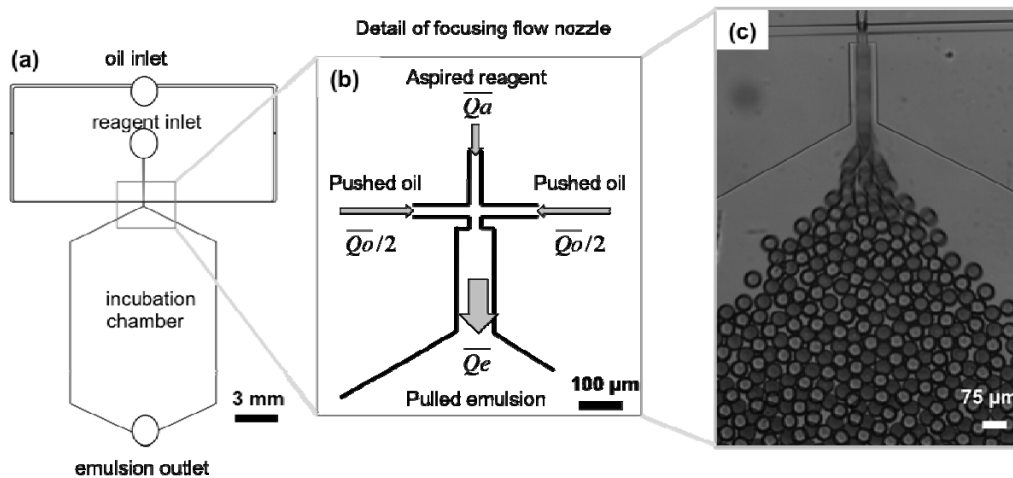 Detail of focusing flow nozzle
(a)
oil inlet
reagent inlet
incubation
chamber
3 mm
emulsion outlet
(b)
Aspired reagent
Qa
Pushed oil
Pushed oil
Qo/2
Qo/2
Qe
Pulled emulsion
100 µm
(c)
75 µm